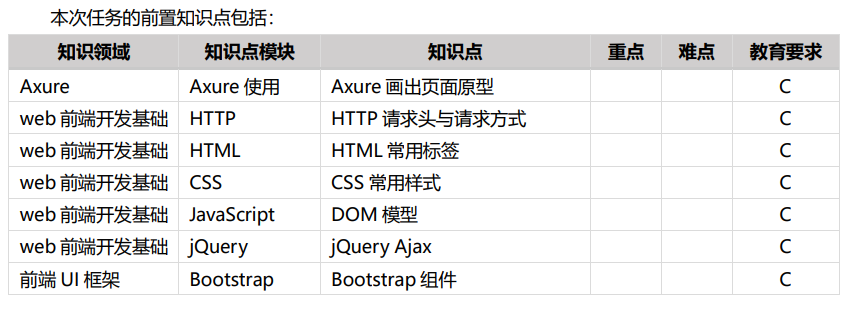 本次任务的前置知识点包括：
知识领域 知识点模块 知识点 重点 难点 教育要求
Axure Axure 使用 Axure 画出页面原型 C
web 前端开发基础 HTTP HTTP 请求头与请求方式 C
web 前端开发基础 HTML HTML 常用标签 C
web 前端开发基础 CSS CSS 常用样式 C
web 前端开发基础 JavaScript DOM 模型 C
web 前端开发基础 jQuery jQuery Ajax C
前端 UI 框架 Bootstrap Bootstrap 组件 C